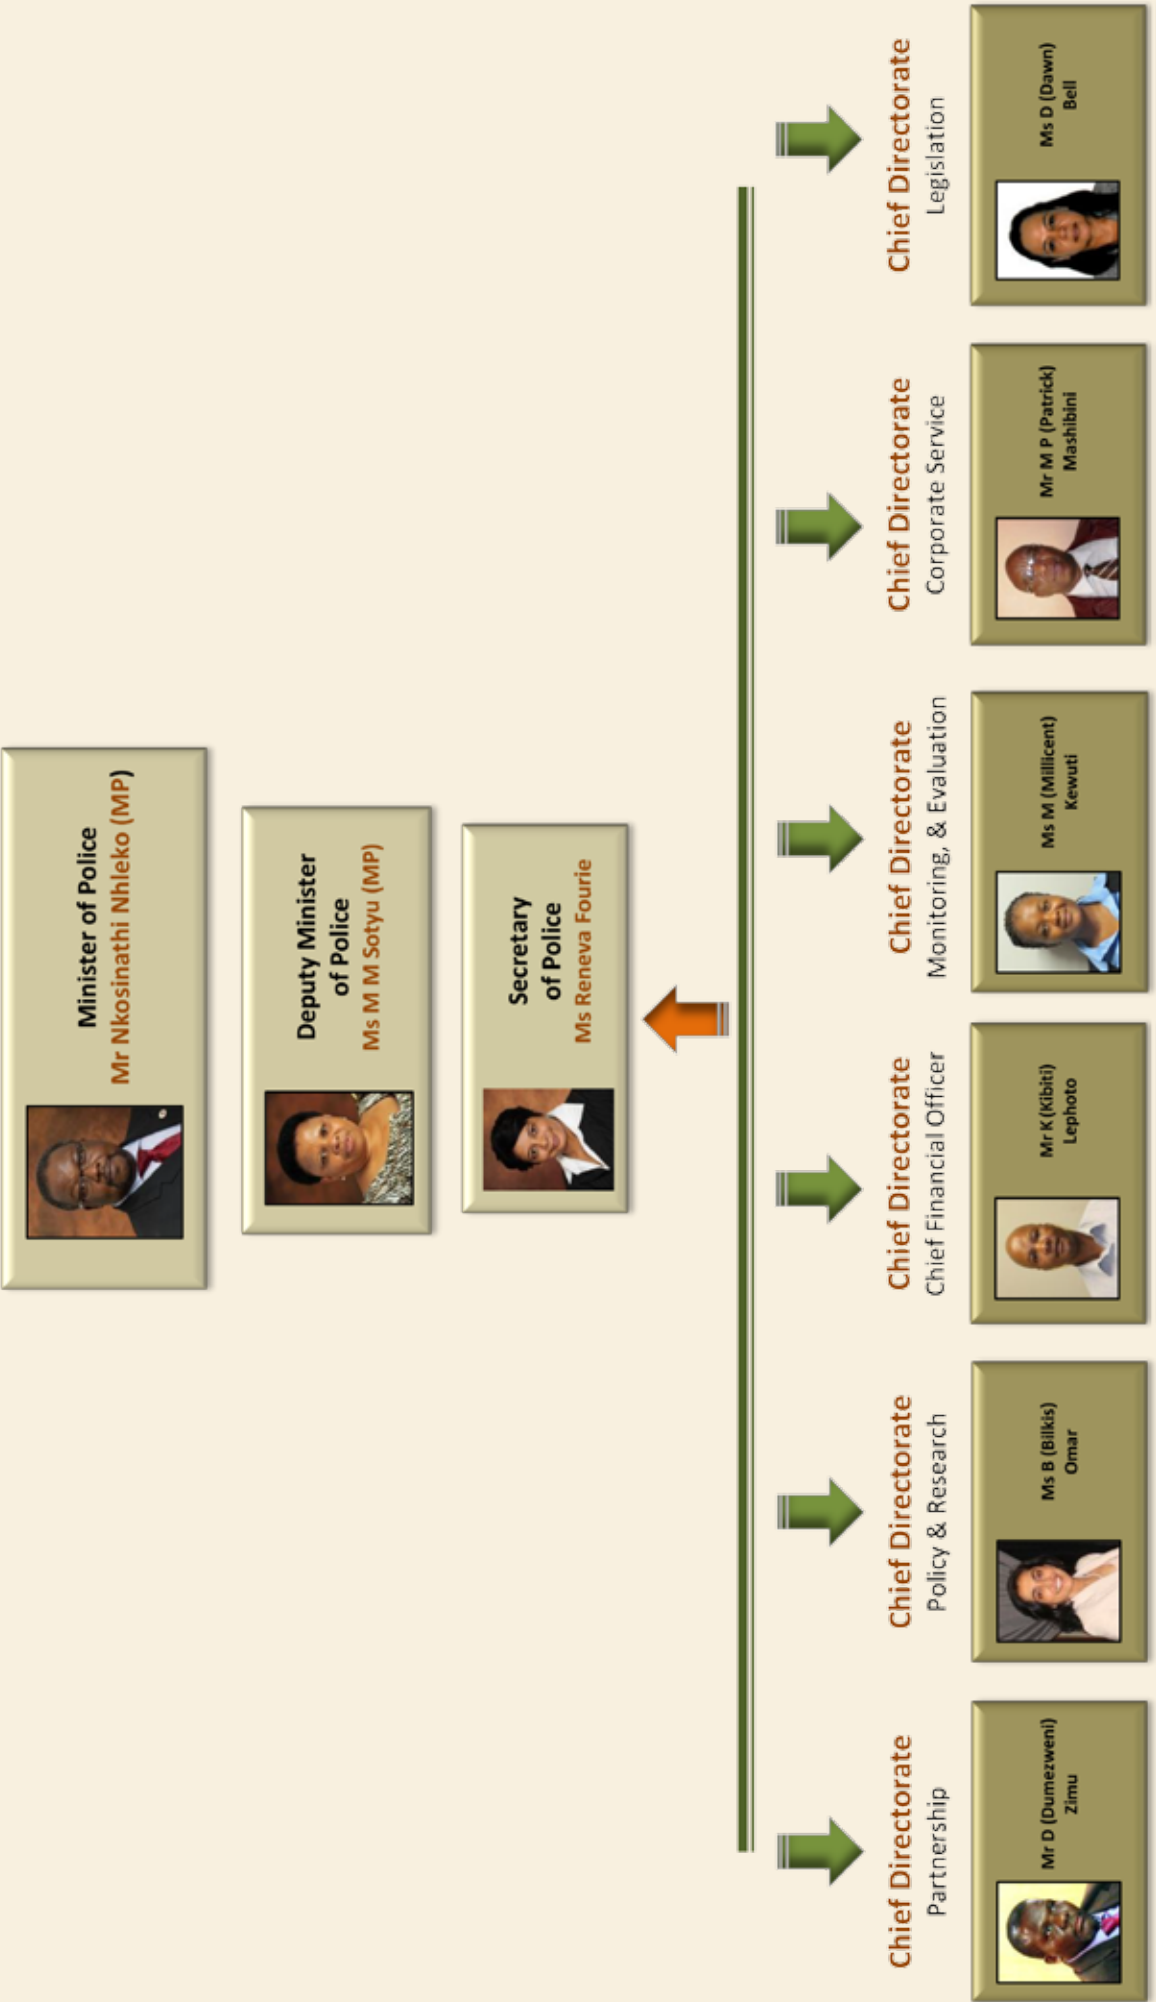 Minister of Police
Mr Nkosinathi Nhleko (MP)
Deputy Minister
of Police
Ms M M Sotyu (MP)
Secretary
of Police
Ms Reneva Fourie
Chief Directorate
Partnership
Mr D (Dumezweni)
Zimu
Chief Directorate
Policy & Research
Ms B (Bilkis)
Omar
Chief Directorate
Chief Financial Officer
Mr K (Kibiti)
Lephoto
Chief Directorate
Monitoring, & Evaluation
Ms M (Millicent)
Kewuti
Chief Directorate
Corporate Service
Mr M P (Patrick)
Mashibini
Chief Directorate
Legislation
Ms D (Dawn)
Bell